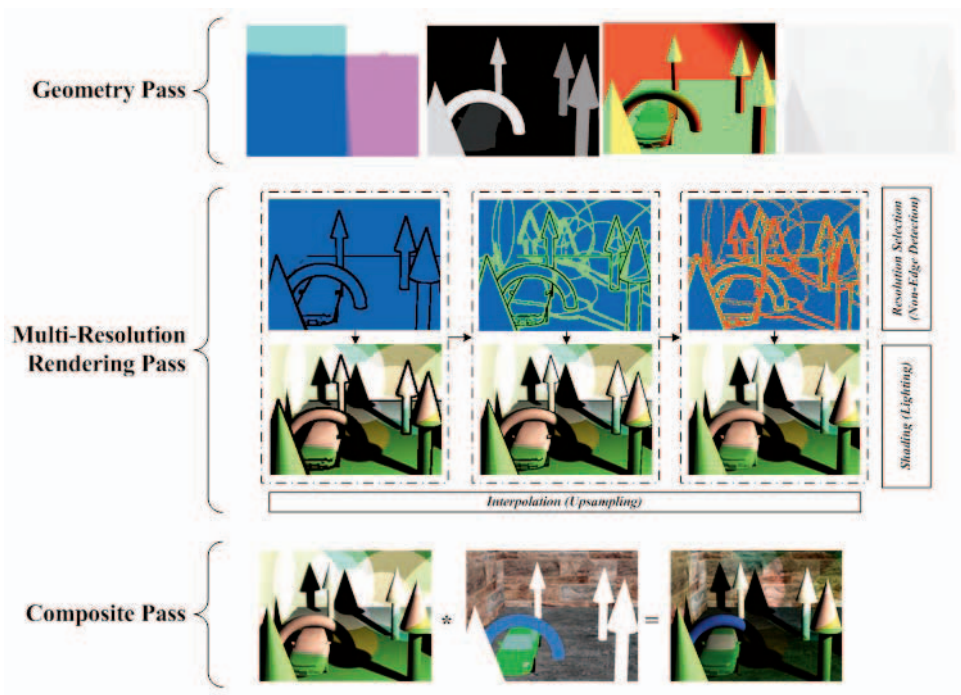 Geometry Pass
Multi-Resolution
Rendering Pass
Resolution Selection
(Non-Edge Detection)
Shading (Lighting)
Interpolation (Upsampling)
Composite Pass
*
=